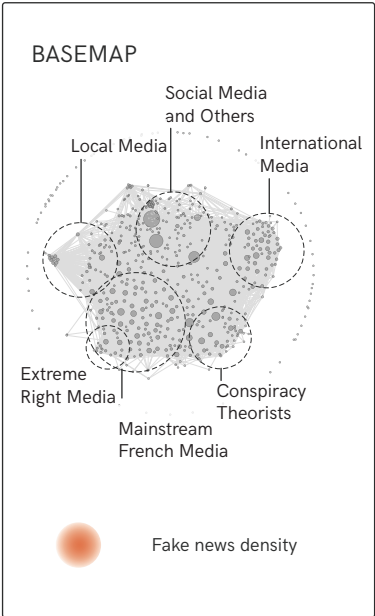 BASEMAP
Social Media
and Others
Local Media
International
Media
Extreme
Right Media
Conspiracy
Theorists
Mainstream
French Media
Fake news density